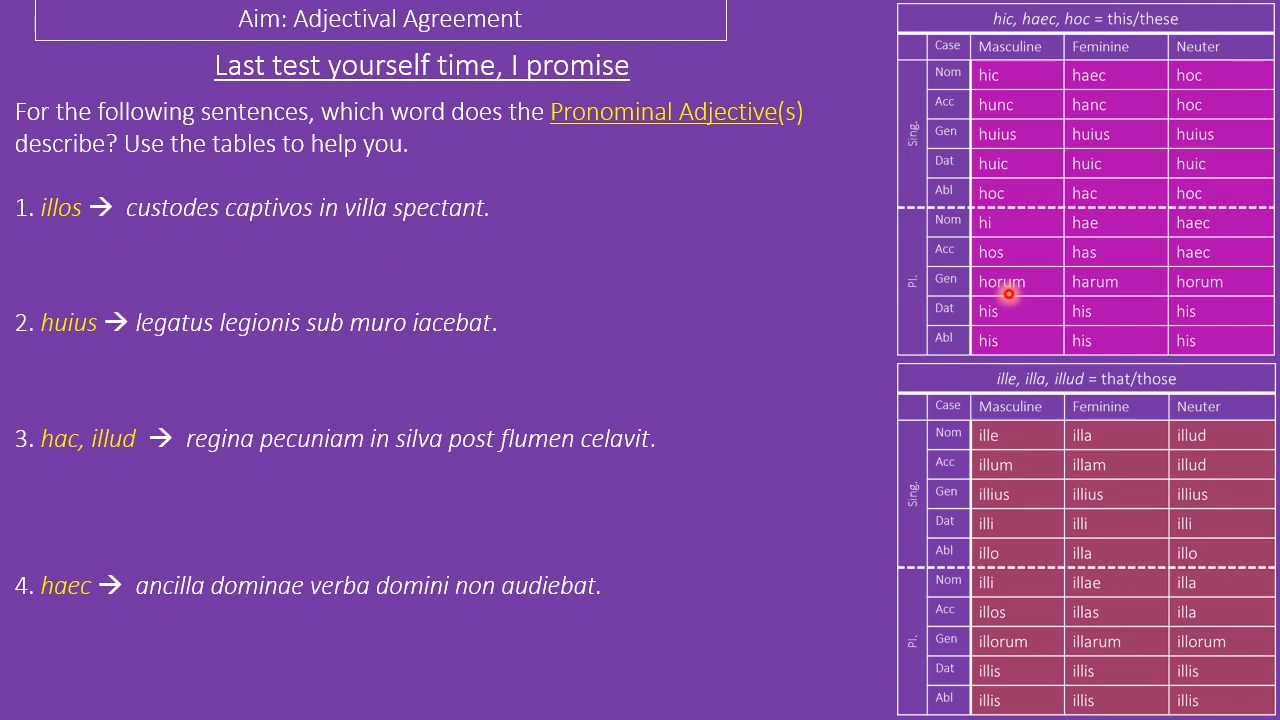 Aim: Adjectival Agreement
Last test yourself time, I promise
For the following sentences, which word does the Pronominal Adjective(s)
describe? Use the tables to help you.
1. illos → custodes captivos in villa spectant.
2. huius → legatus legionis sub muro iacebat.
3. hac, illud → regina pecuniam in silva post flumen celavit.
4. haec → ancilla dominae verba domini non audiebat.
hic, haec, hoc = this/these
Case Masculine Feminine Neuter
Sing.
Nom hic haec hoc
Acc hunc hanc hoc
Gen huius huius huius
Dat huic huic huic
Abl hoc hac hoc
Pl.
Nom hi hae haec
Acc hos has haec
Gen horum harum horum
Dat his his his
Abl his his his
ille, illa, illud = that/those
Case Masculine Feminine Neuter
Sing.
Nom ille illa illud
Acc illum illam illud
Gen illius illius illius
Dat illi illi illi
Abl illo illa illo
Pl.
Nom illi illae illa
Acc illos illas illa
Gen illorum illarum illorum
Dat illis illis illis
Abl illis illis illis